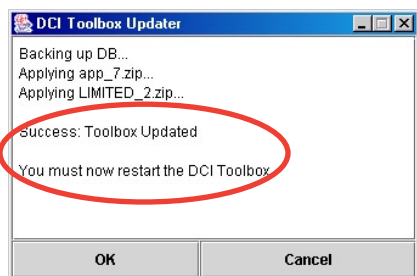 DCI Toolbox Updater
Backing up DB...
Applying app_7.zip...
Applying LIMITED_2.zip...
Success: Toolbox Updated
You must now restart the DCI Toolbox
OK
Cancel